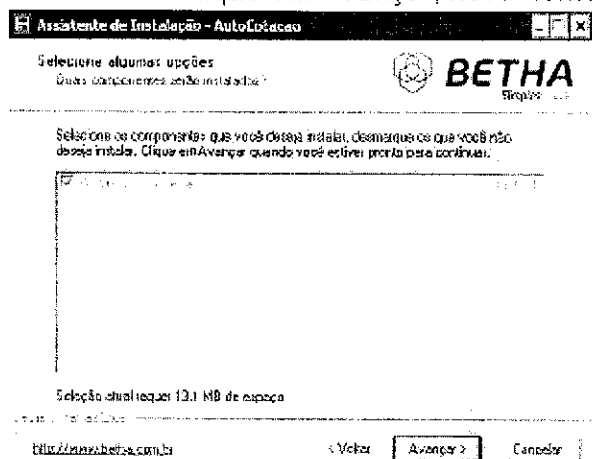 Assistente de Instalação - AutoCotacao
Selecione algumas opções
Quais componentes serão instalados?
BETHA
Selecione os componentes que você deseja instalar, desmarque os que você não
deseja instalar. Clique em Avançar quando você estiver pronto para continuar.
Seleção atual requer 13.1 MB de espaço
http://www.betha.com.br
< Voltar
Avançar >
Cancelar